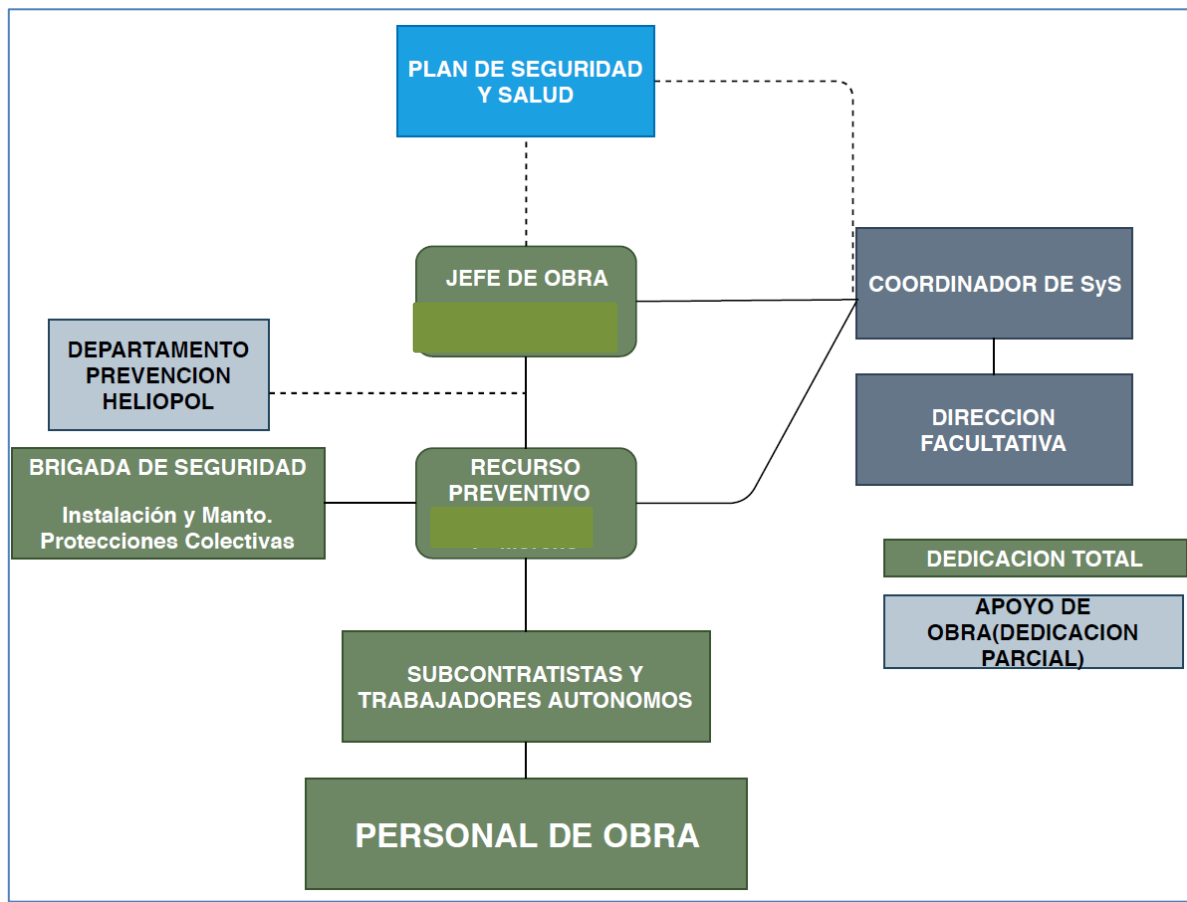 PLAN DE SEGURIDAD
Y SALUD
JEFE DE OBRA
COORDINADOR DE SyS
DEPARTAMENTO
PREVENCION
HELIOPOL
DIRECCION
FACULTATIVA
BRIGADA DE SEGURIDAD
Instalación y Manto.
Protecciones Colectivas
RECURSO
PREVENTIVO
DEDICACION TOTAL
APOYO DE
OBRA(DEDICACION
PARCIAL)
SUBCONTRATISTAS Y
TRABAJADORES AUTONOMOS
PERSONAL DE OBRA